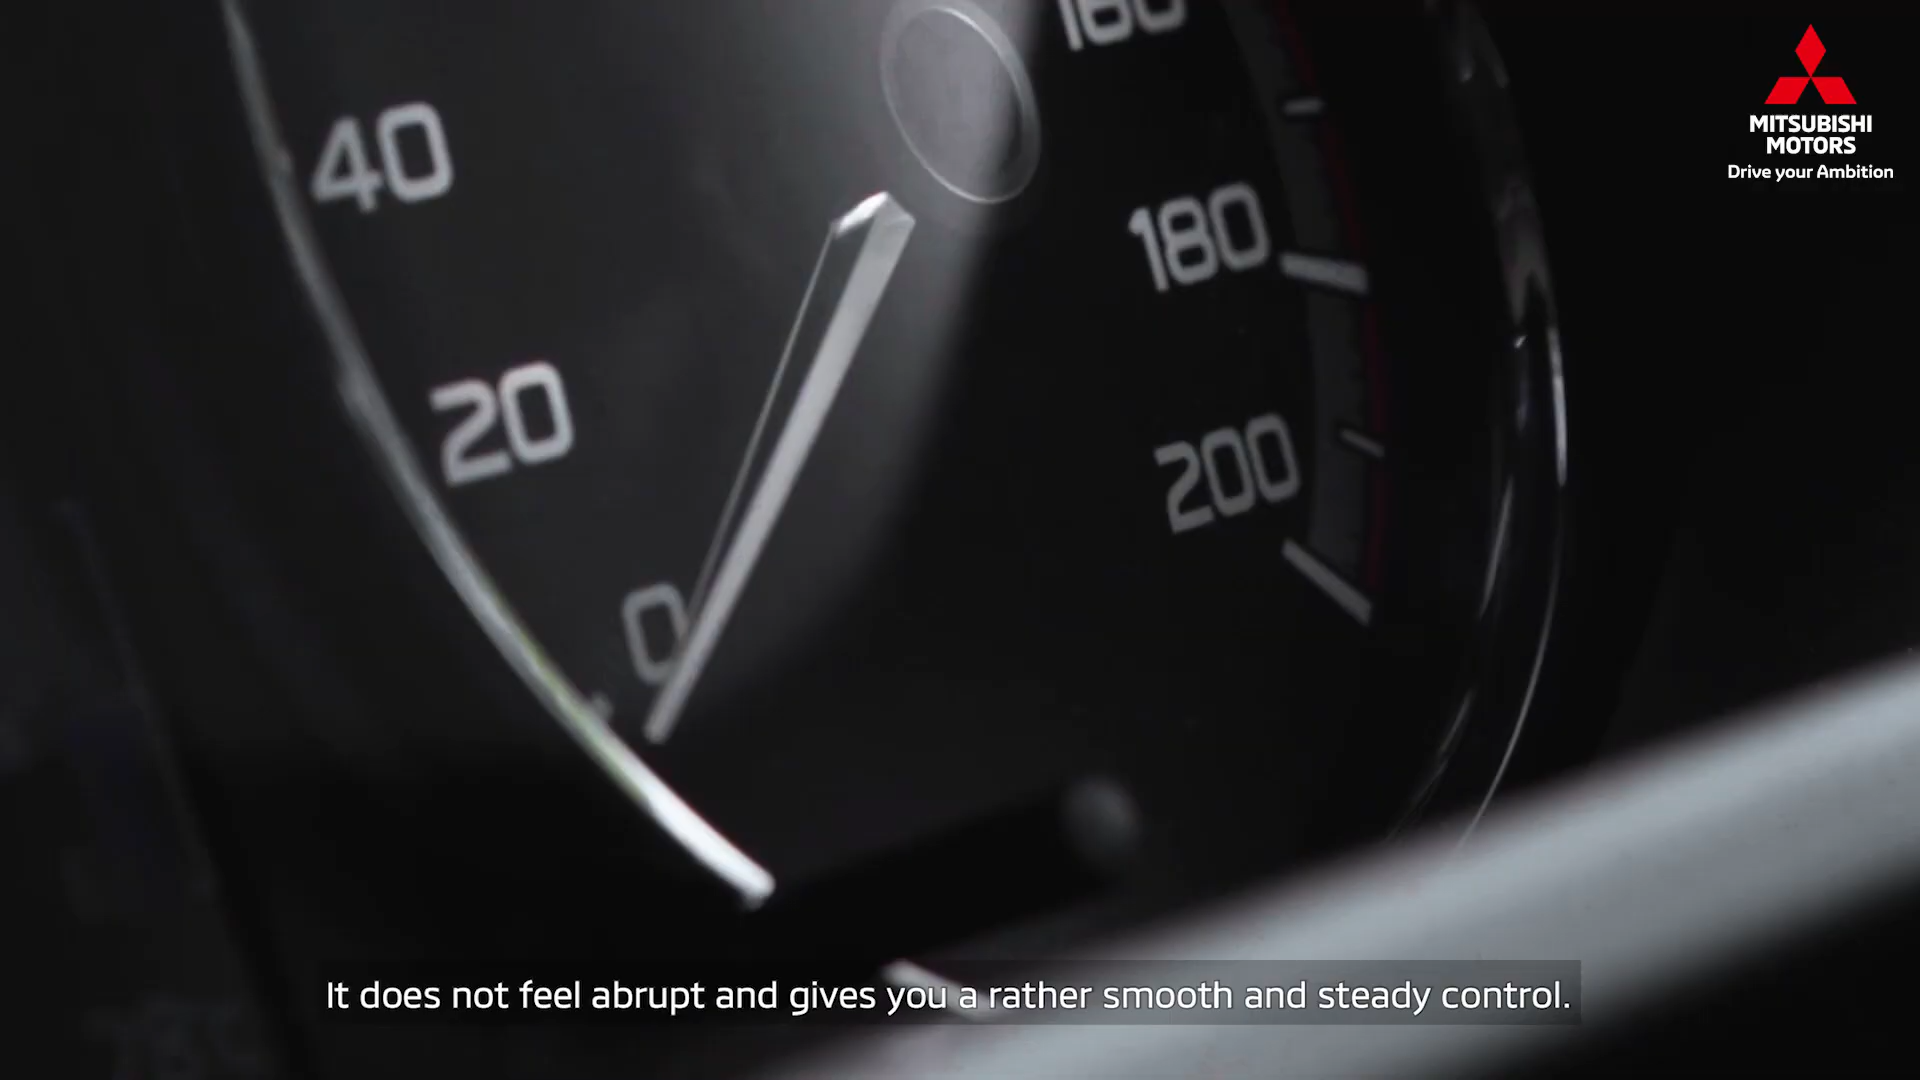 160
40
180
20
200
0
MITSUBISHI
MOTORS
Drive your Ambition
It does not feel abrupt and gives you a rather smooth and steady control.